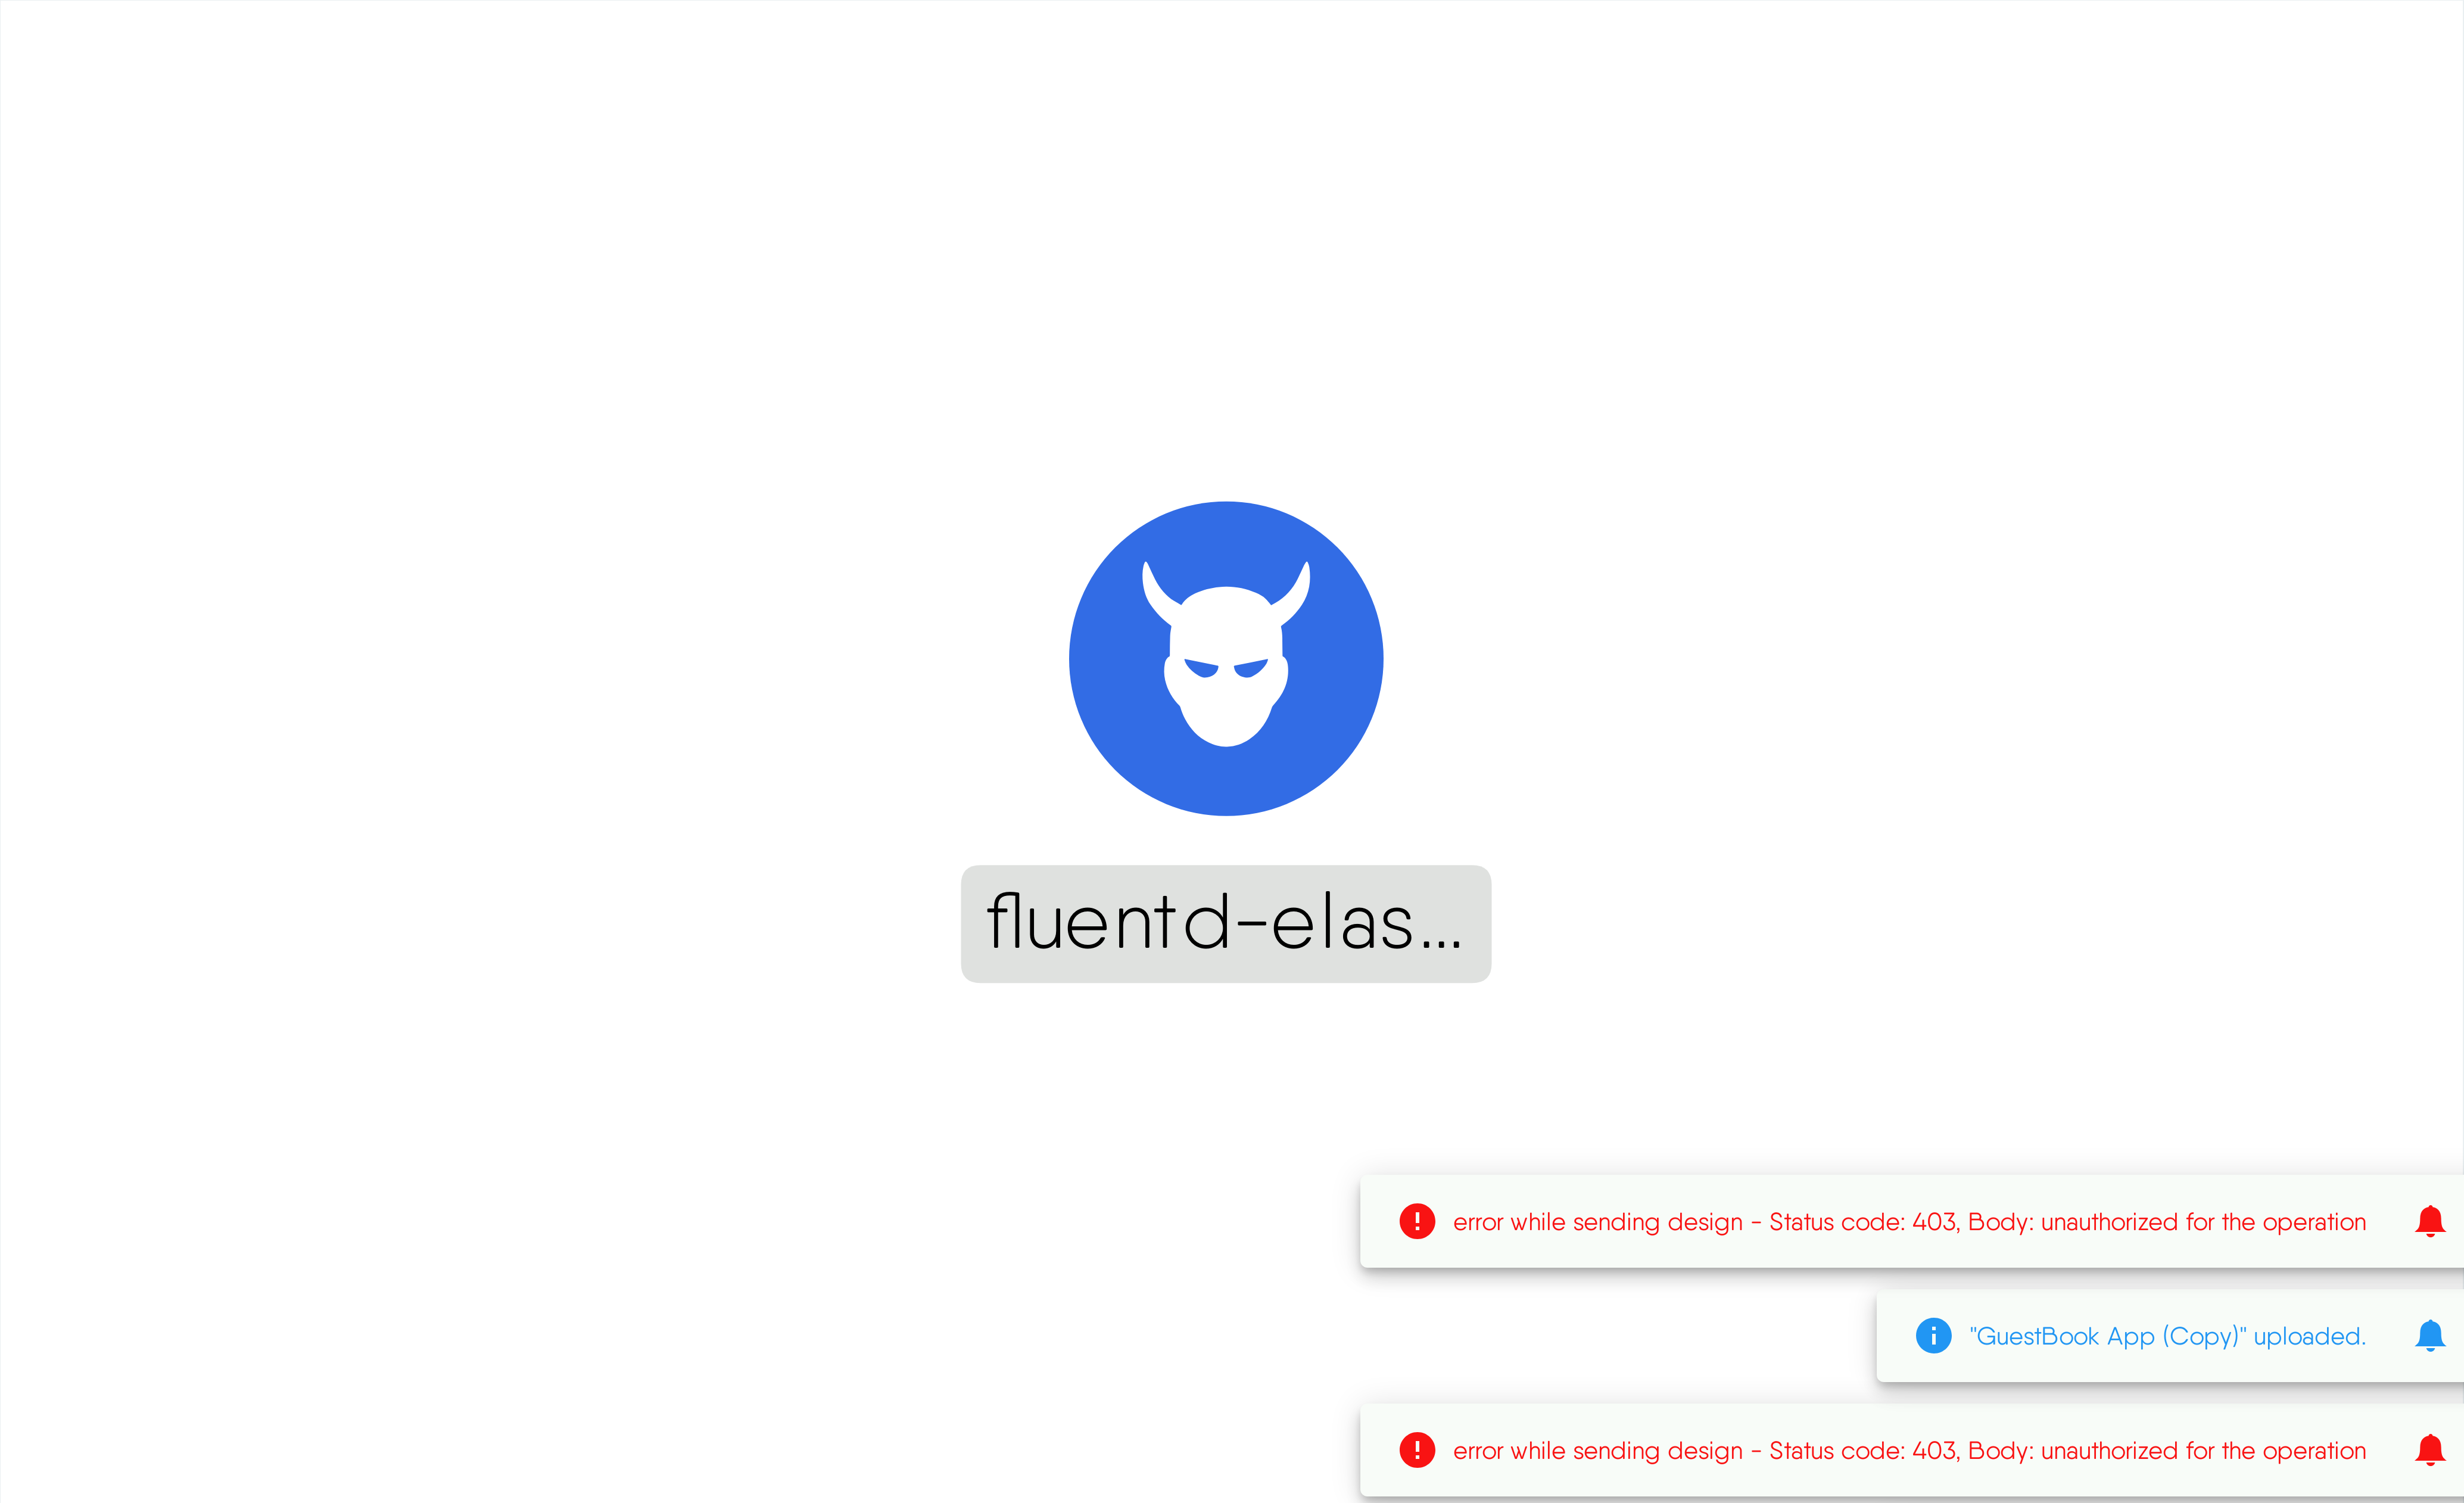 fluentd-elas...
error while sending design - Status code: 403, Body: unauthorized for the operation
"GuestBook App (Copy)" uploaded.
error while sending design - Status code: 403, Body: unauthorized for the operation